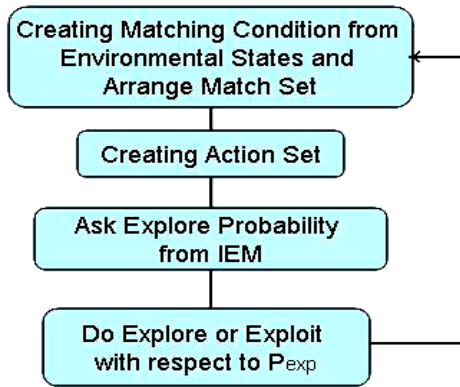 Creating Matching Condition from
Environmental States and
Arrange Match Set
Creating Action Set
Ask Explore Probability
from IEM
Do Explore or Exploit
with respect to Pexp